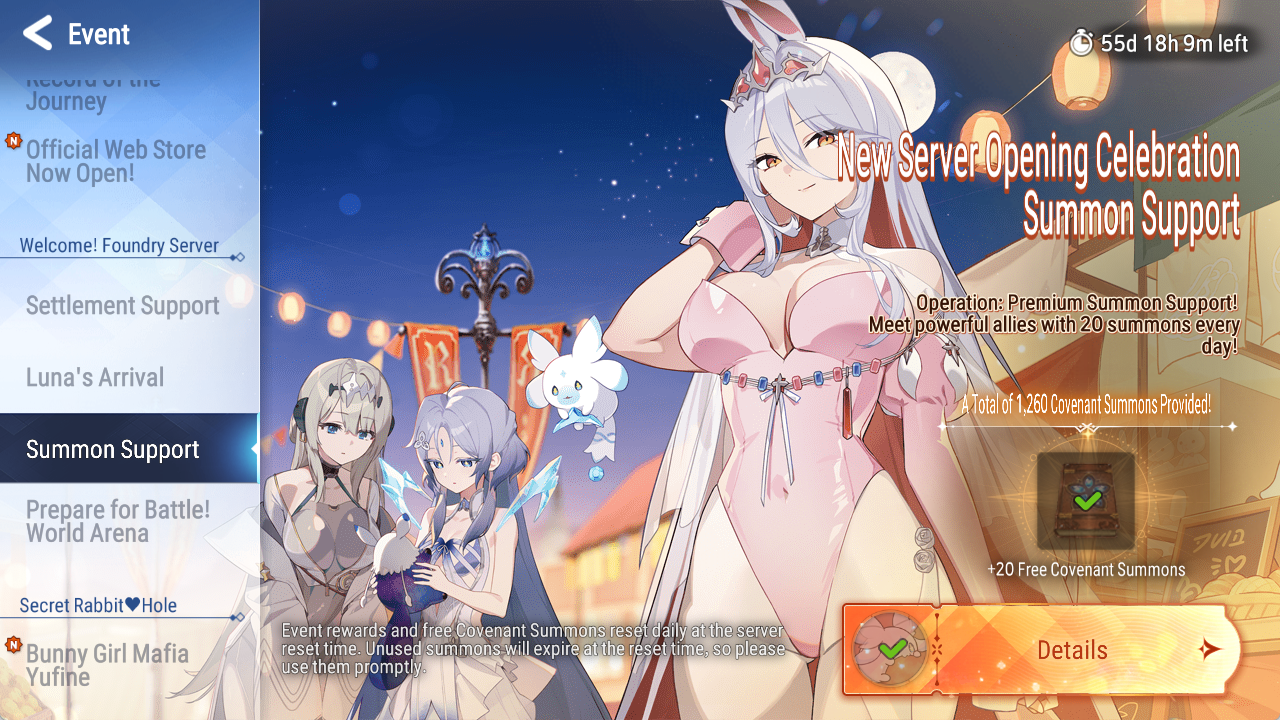 Event
Record of the
Journey
N
Official Web Store
Now Open!
Welcome! Foundry Server
Settlement Support
Luna's Arrival
Summon Support
Prepare for Battle!
World Arena
Secret Rabbit♥Hole
N
Bunny Girl Mafia
Yufine
55d 18h 9m left
New Server Opening Celebration
Summon Support
Operation: Premium Summon Support!
Meet powerful allies with 20 summons every
day!
A Total of 1,260 Covenant Summons Provided!
+20 Free Covenant Summons
Details
Event rewards and free Covenant Summons reset daily at the server
reset time. Unused summons will expire at the reset time, so please
use them promptly.
R